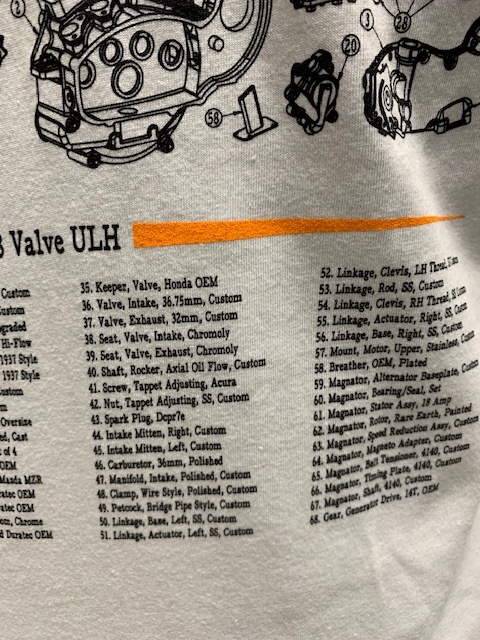 2
3
28
20
58
8 Valve ULH
Custom
Custom
Hi-Flow
1937 Style
1937 Style
Oversize
Cast
of 4
OEM
Mazda MZR
OEM
OEM
Chrome
Duratec OEM
35. Keeper, Valve, Honda OEM
36. Valve, Intake, 36.75mm, Custom
37. Valve, Exhaust, 32mm, Custom
38. Seat, Valve, Intake, Chromoly
39. Seat, Valve, Exhaust, Chromoly
40. Shaft, Rocker, Axial Oil Flow, Custom
41. Screw, Tappet Adjusting, Acura
42. Nut, Tappet Adjusting, SS, Custom
43. Spark Plug, Dcpr7e
44. Intake Mitten, Right, Custom
45. Intake Mitten, Left, Custom
46. Carburetor, 36mm, Polished
47. Manifold, Intake, Polished, Custom
48. Clamp, Wire Style, Polished, Custom
49. Petcock, Bridge Pipe Style, Custom
50. Linkage, Base, Left, SS, Custom
51. Linkage, Actuator, Left, SS, Custom
52. Linkage, Clevis, LH Thread,
53. Linkage, Rod, SS, Custom
54. Linkage, Clevis, RH Thread, SS
55. Linkage, Actuator, Right, SS,
56. Linkage, Base, Right, SS, Custom
57. Mount, Motor, Upper, Stainless,
58. Breather, OEM, Plated
59. Magnator, Alternator Baseplate,
60. Magnator, Bearing/Seal, Set
61. Magnator, Stator Assy, 18 Amp
62. Magnator, Rotor, Rare Earth, Painted
63. Magnator, Speed Reduction Assy, Custom
64. Magnator, Magneto Adapter, Custom
65. Magnator, Belt Tensioner, 4140, Custom
66. Magnator, Timing Plate, 4140, Custom
67. Magnator, Shaft, 4140, Custom
68. Gear, Generator Drive, 14T, OEM